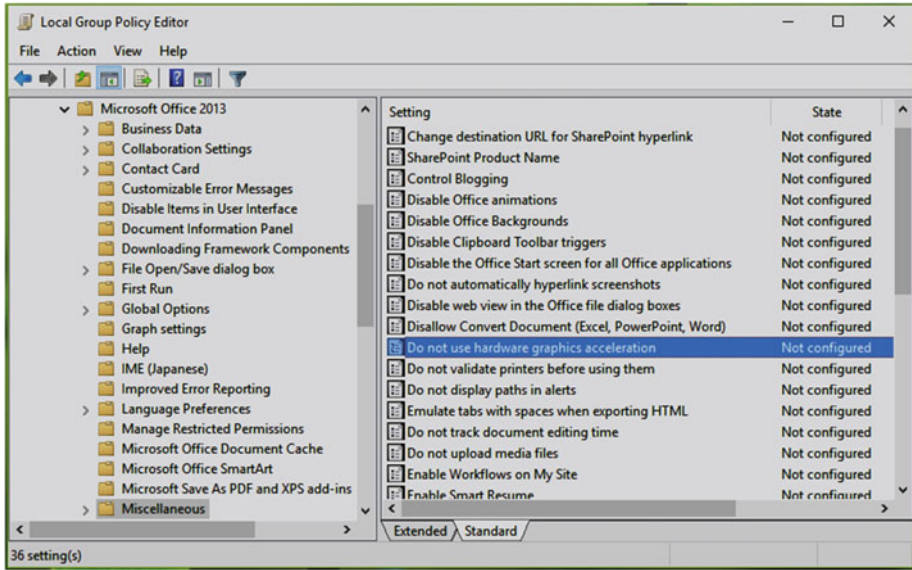 Local Group Policy Editor
File Action View Help
Microsoft Office 2013
Business Data
Collaboration Settings
Contact Card
Customizable Error Messages
Disable Items in User Interface
Document Information Panel
Downloading Framework Components
File Open/Save dialog box
First Run
Global Options
Graph settings
Help
IME (Japanese)
Improved Error Reporting
Language Preferences
Manage Restricted Permissions
Microsoft Office Document Cache
Microsoft Office SmartArt
Microsoft Save As PDF and XPS add-ins
Miscellaneous
Setting State
Change destination URL for SharePoint hyperlink Not configured
SharePoint Product Name Not configured
Control Blogging Not configured
Disable Office animations Not configured
Disable Office Backgrounds Not configured
Disable Clipboard Toolbar triggers Not configured
Disable the Office Start screen for all Office applications Not configured
Do not automatically hyperlink screenshots Not configured
Disable web view in the Office file dialog boxes Not configured
Disallow Convert Document (Excel, PowerPoint, Word) Not configured
Do not use hardware graphics acceleration Not configured
Do not validate printers before using them Not configured
Do not display paths in alerts Not configured
Emulate tabs with spaces when exporting HTML Not configured
Do not track document editing time Not configured
Do not upload media files Not configured
Enable Workflows on My Site Not configured
Enable Smart Resume Not configured
Extended Standard
36 setting(s)